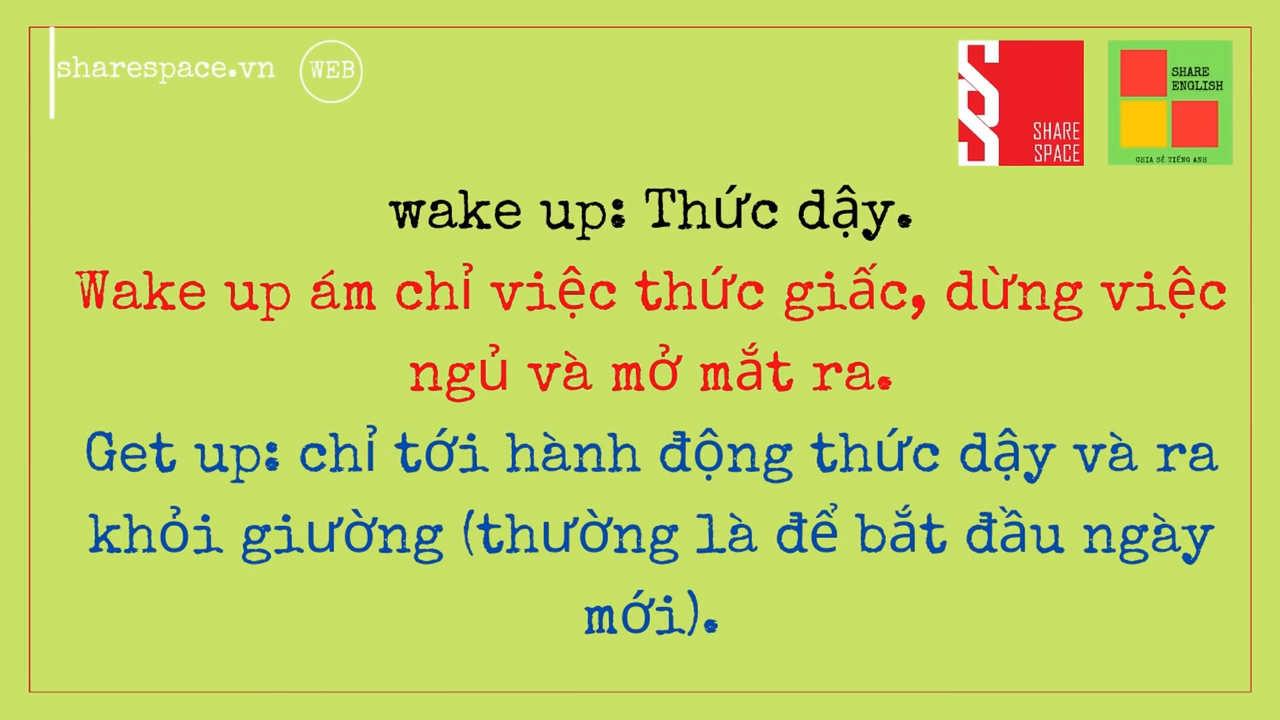 sharespace.vn WEB
SHARE
SPACE
SHARE
ENGLISH
CHIA SẺ TIẾNG ANH
wake up: Thức dậy.
Wake up ám chỉ việc thức giấc, dừng việc
ngủ và mở mắt ra.
Get up: chỉ tới hành động thức dậy và ra
khỏi giường (thường là để bắt đầu ngày
mới).